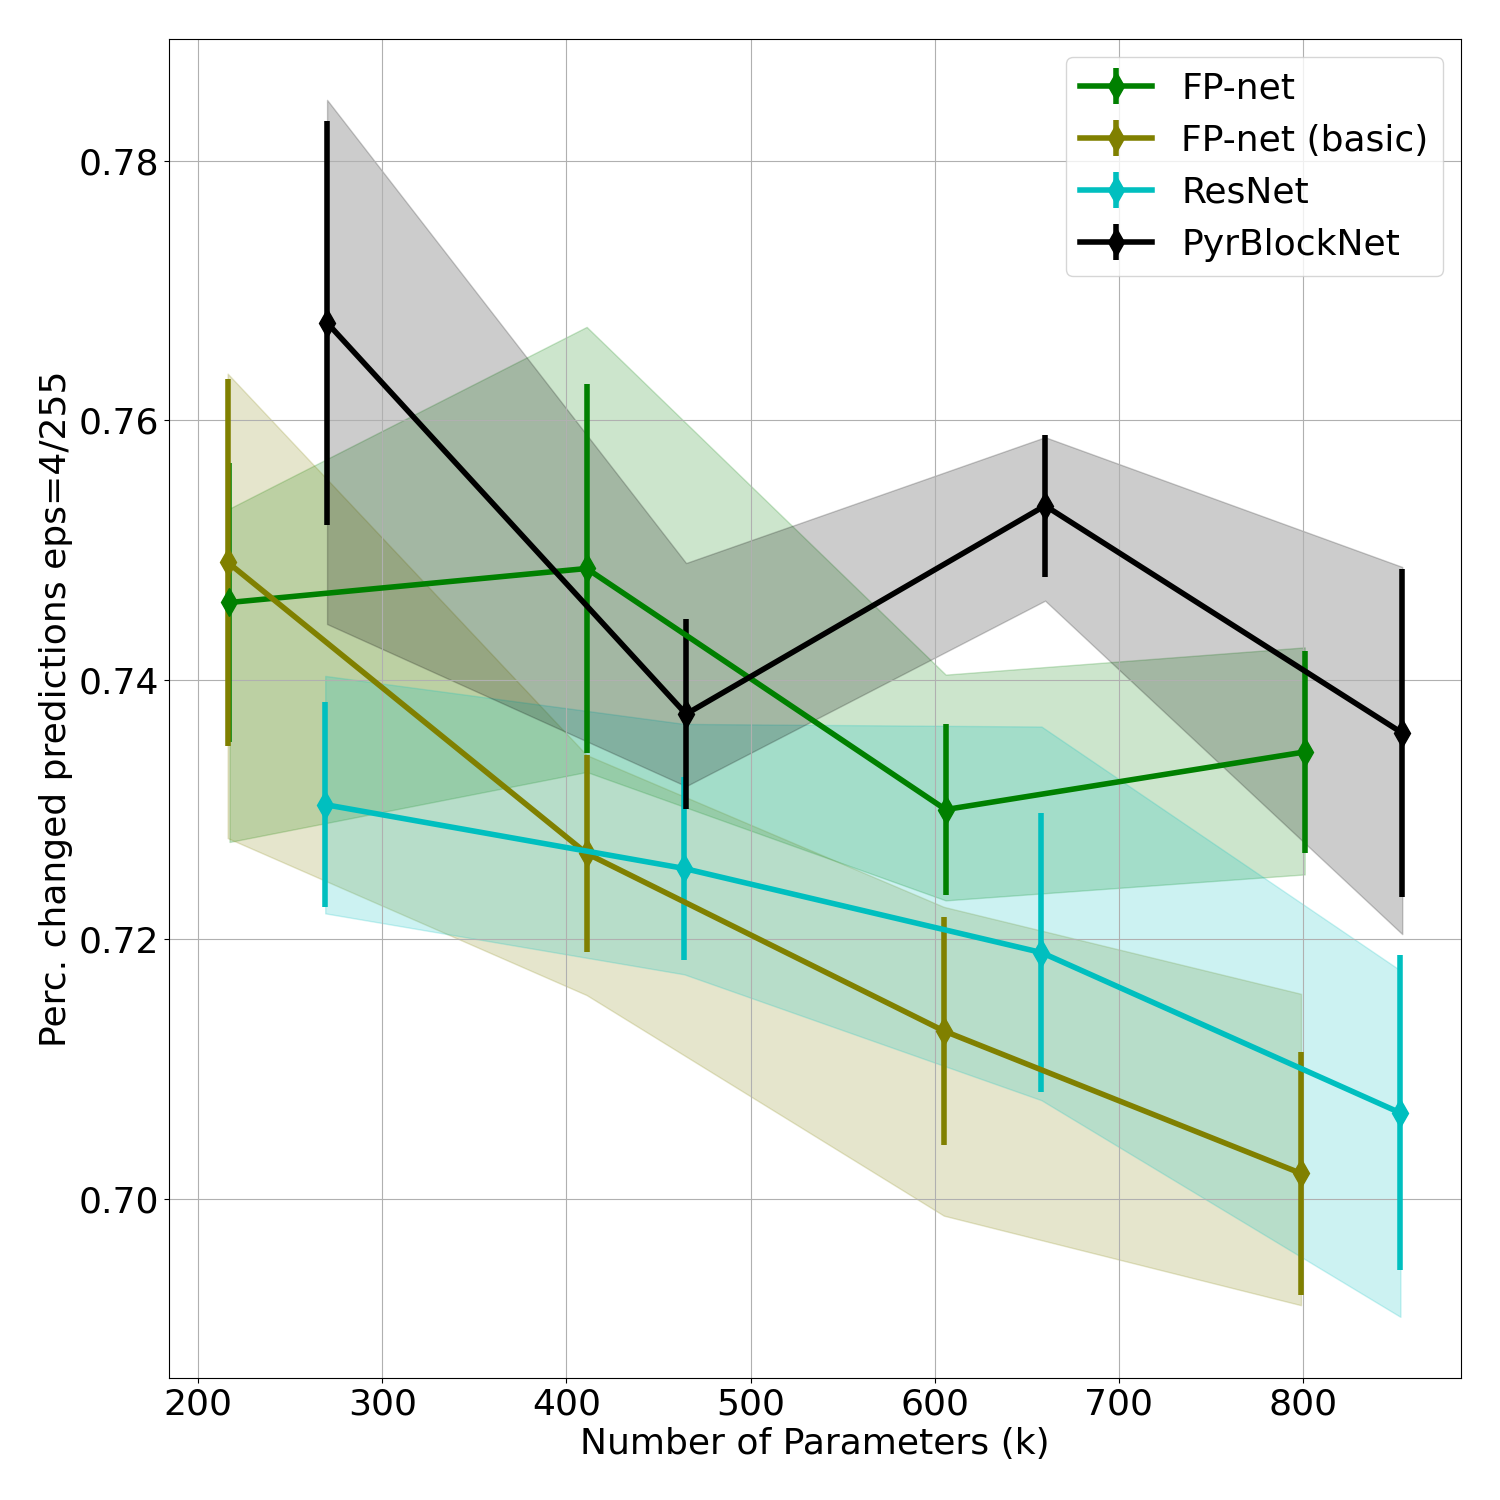 FP-net
FP-net (basic)
ResNet
PyrBlockNet
0.78
0.76
0.74
0.72
0.70
Perc. changed predictions eps=4/255
200 300 400 500 600 700 800
Number of Parameters (k)